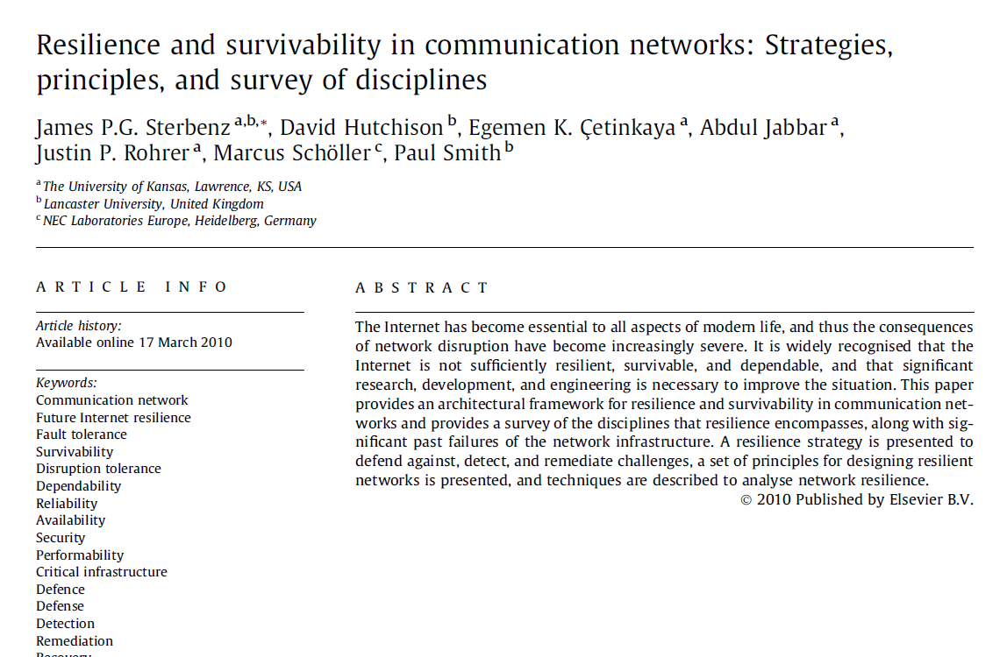 Resilience and survivability in communication networks: Strategies,
principles, and survey of disciplines
James P.G. Sterbenz a,b,*, David Hutchison b, Egemen K. Çetinkaya a, Abdul Jabbar a,
Justin P. Rohrer a, Marcus Schöller c, Paul Smith b
a The University of Kansas, Lawrence, KS, USA
b Lancaster University, United Kingdom
c NEC Laboratories Europe, Heidelberg, Germany
ARTICLE INFO
Article history:
Available online 17 March 2010
Keywords:
Communication network
Future Internet resilience
Fault tolerance
Survivability
Disruption tolerance
Dependability
Reliability
Availability
Security
Performability
Critical infrastructure
Defence
Defense
Detection
Remediation
Recovery
ABSTRACT
The Internet has become essential to all aspects of modern life, and thus the consequences
of network disruption have become increasingly severe. It is widely recognised that the
Internet is not sufficiently resilient, survivable, and dependable, and that significant
research, development, and engineering is necessary to improve the situation. This paper
provides an architectural framework for resilience and survivability in communication net-
works and provides a survey of the disciplines that resilience encompasses, along with sig-
nificant past failures of the network infrastructure. A resilience strategy is presented to
defend against, detect, and remediate challenges, a set of principles for designing resilient
networks is presented, and techniques are described to analyse network resilience.
© 2010 Published by Elsevier B.V.